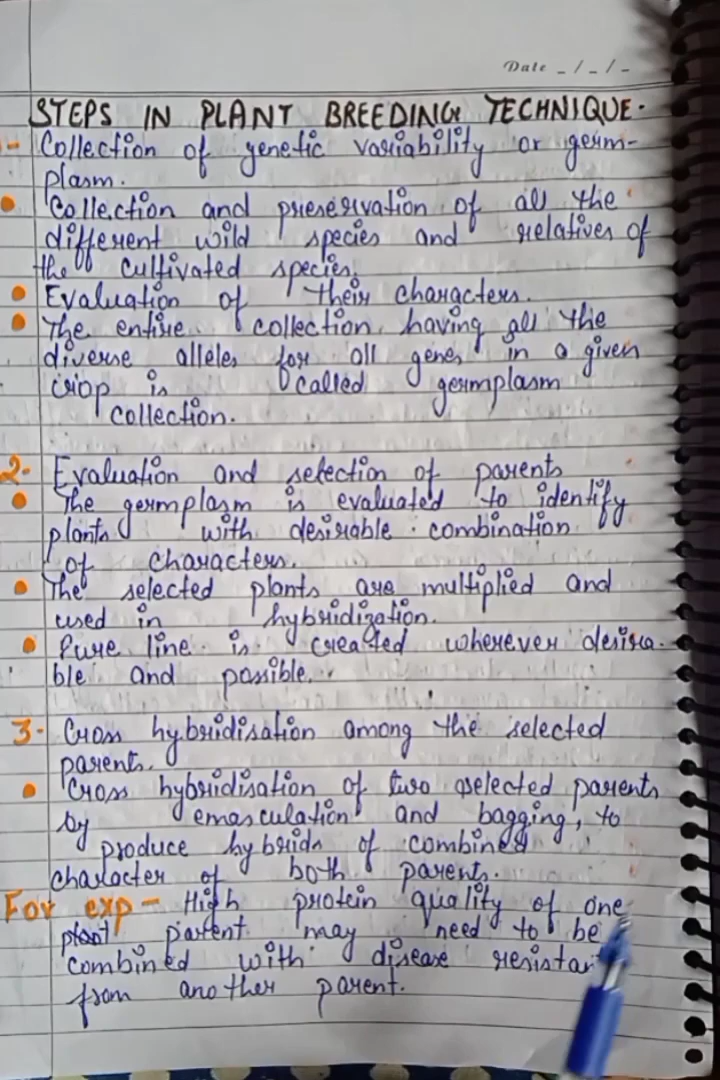 Date _ / _ / _
STEPS IN PLANT BREEDING TECHNIQUE.
- Collection of genetic variability or germ-
plasm.
• Collection and preservation of all the
different wild species and relatives of
the cultivated species.
• Evaluation of their characters.
• The entire collection having all the
diverse alleles for all genes in a given
crop is called germplasm
collection.
2- Evaluation and selection of parents
• The germplasm is evaluated to identify
plants with desirable combination
of characters.
• The selected plants are multiplied and
used in hybridization.
• Pure line is created wherever desira-
ble and possible.
3- Cross hybridisation among the selected
parents.
• Cross hybridisation of two selected parents
by emasculation and bagging, to
produce hybrids of combined
character of both parents.
For exp - High protein quality of one
plant parent may need to be
combined with disease
from another parent.